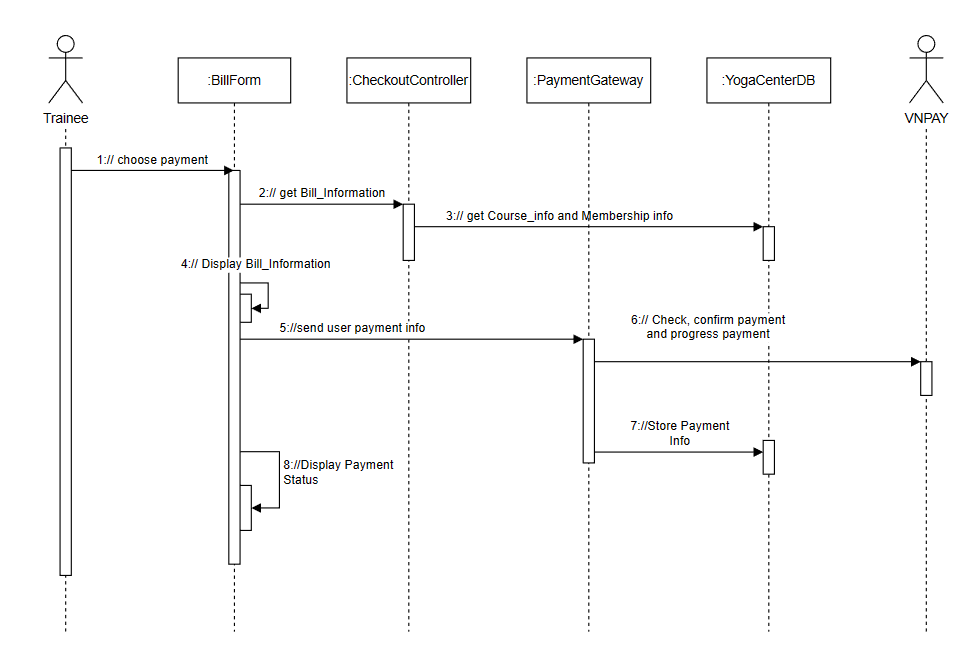 Trainee
:BillForm
:CheckoutController
:PaymentGateway
:YogaCenterDB
VNPAY
1:// choose payment
2:// get Bill_Information
3:// get Course_info and Membership info
4:// Display Bill_Information
5://send user payment info
6:// Check, confirm payment
and progress payment
7://Store Payment
Info
8://Display Payment
Status